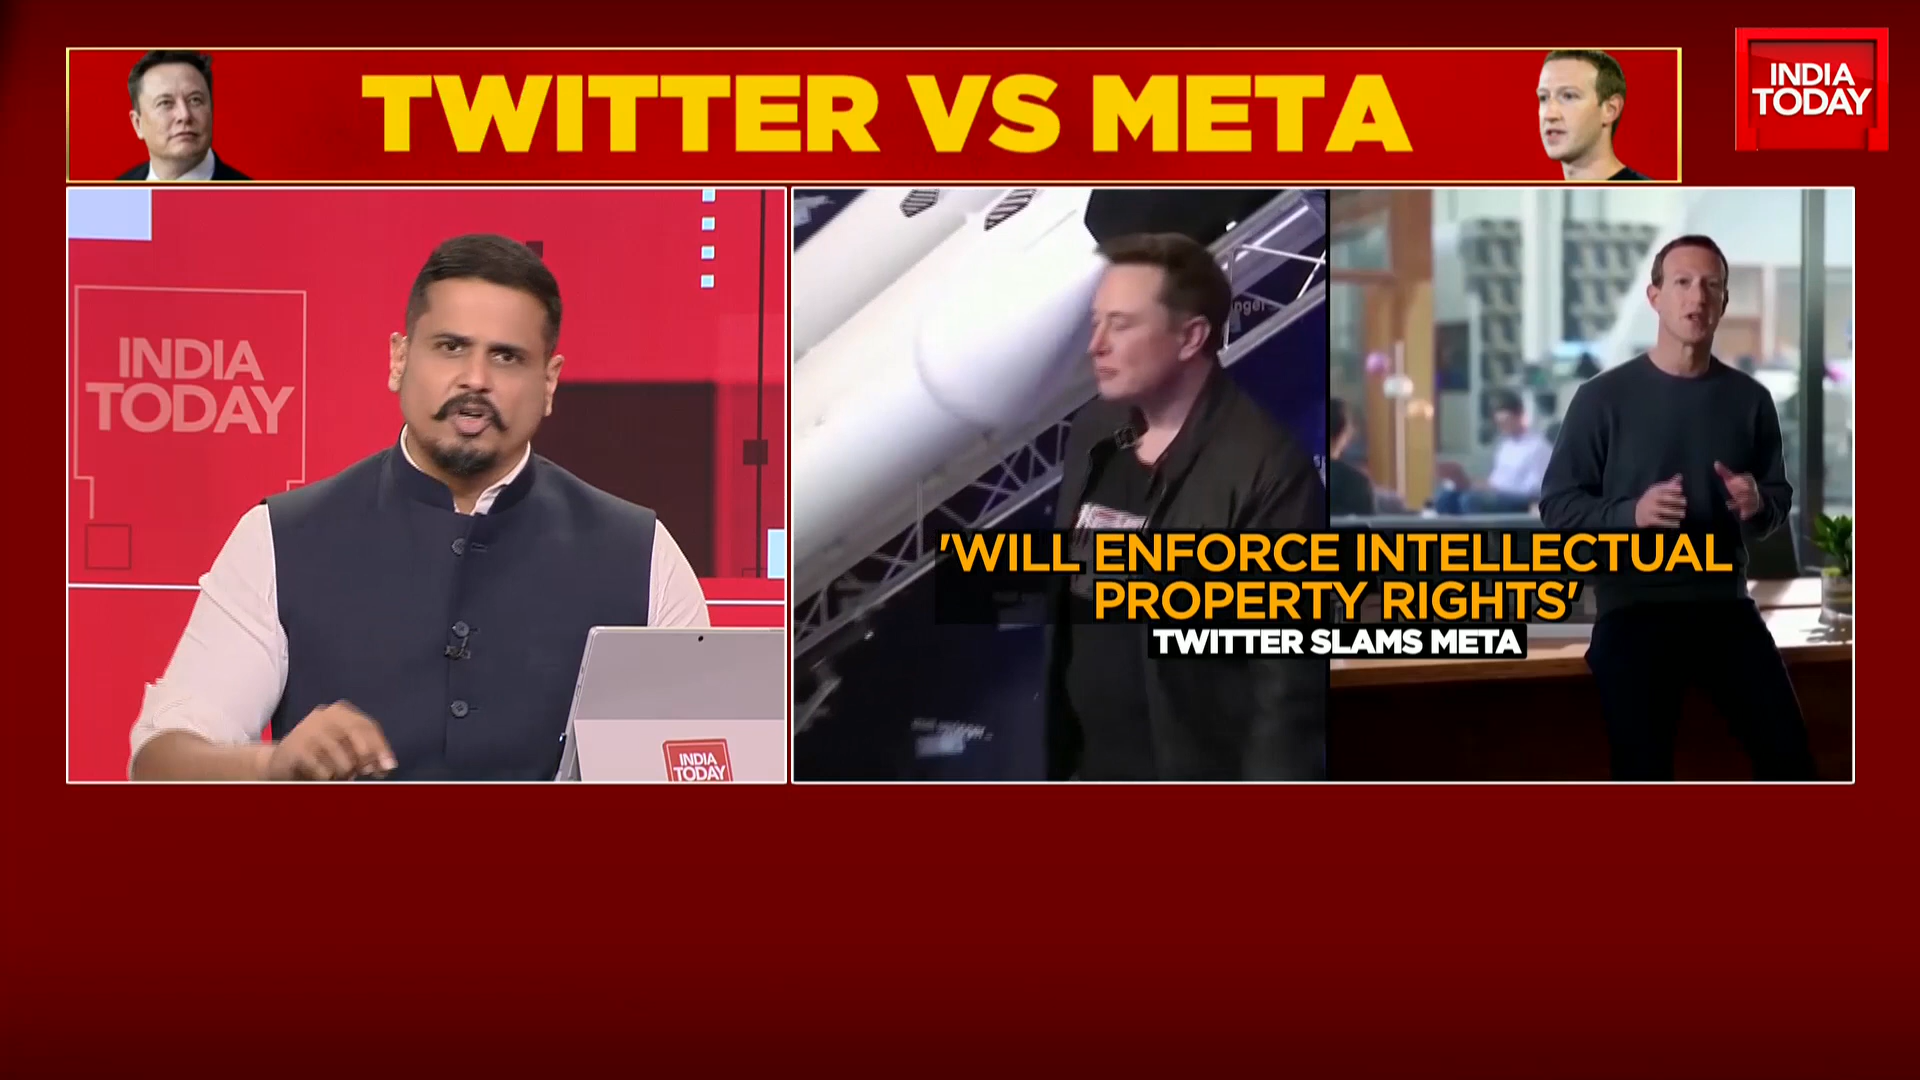 TWITTER VS META
INDIA
TODAY
INDIA
TODAY
'WILL ENFORCE INTELLECTUAL
PROPERTY RIGHTS'
TWITTER SLAMS META
INDIA
TODAY